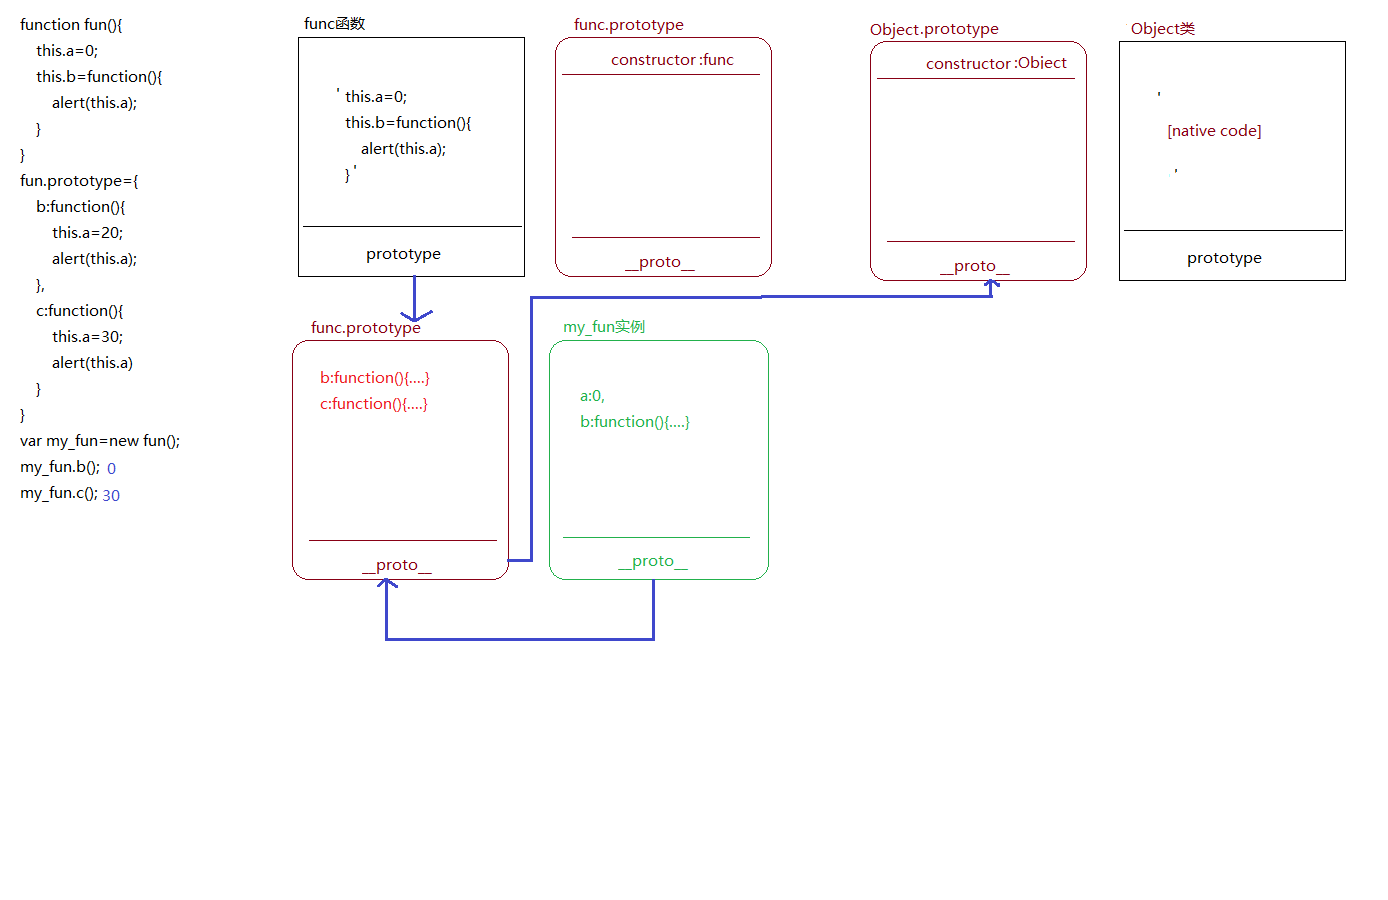 function fun(){
this.a=0;
this.b=function(){
alert(this.a);
}
}
fun.prototype={
b:function(){
this.a=20;
alert(this.a);
},
c:function(){
this.a=30;
alert(this.a)
}
}
var my_fun=new fun();
my_fun.b(); 0
my_fun.c(); 30
func函数
' this.a=0;
this.b=function(){
alert(this.a);
} '
prototype
func.prototype
constructor :func
__proto__
Object.prototype
constructor :Object
__proto__
Object类
'
[native code]
'
prototype
func.prototype
b:function(){....}
c:function(){....}
__proto__
my_fun实例
a:0,
b:function(){....}
__proto__